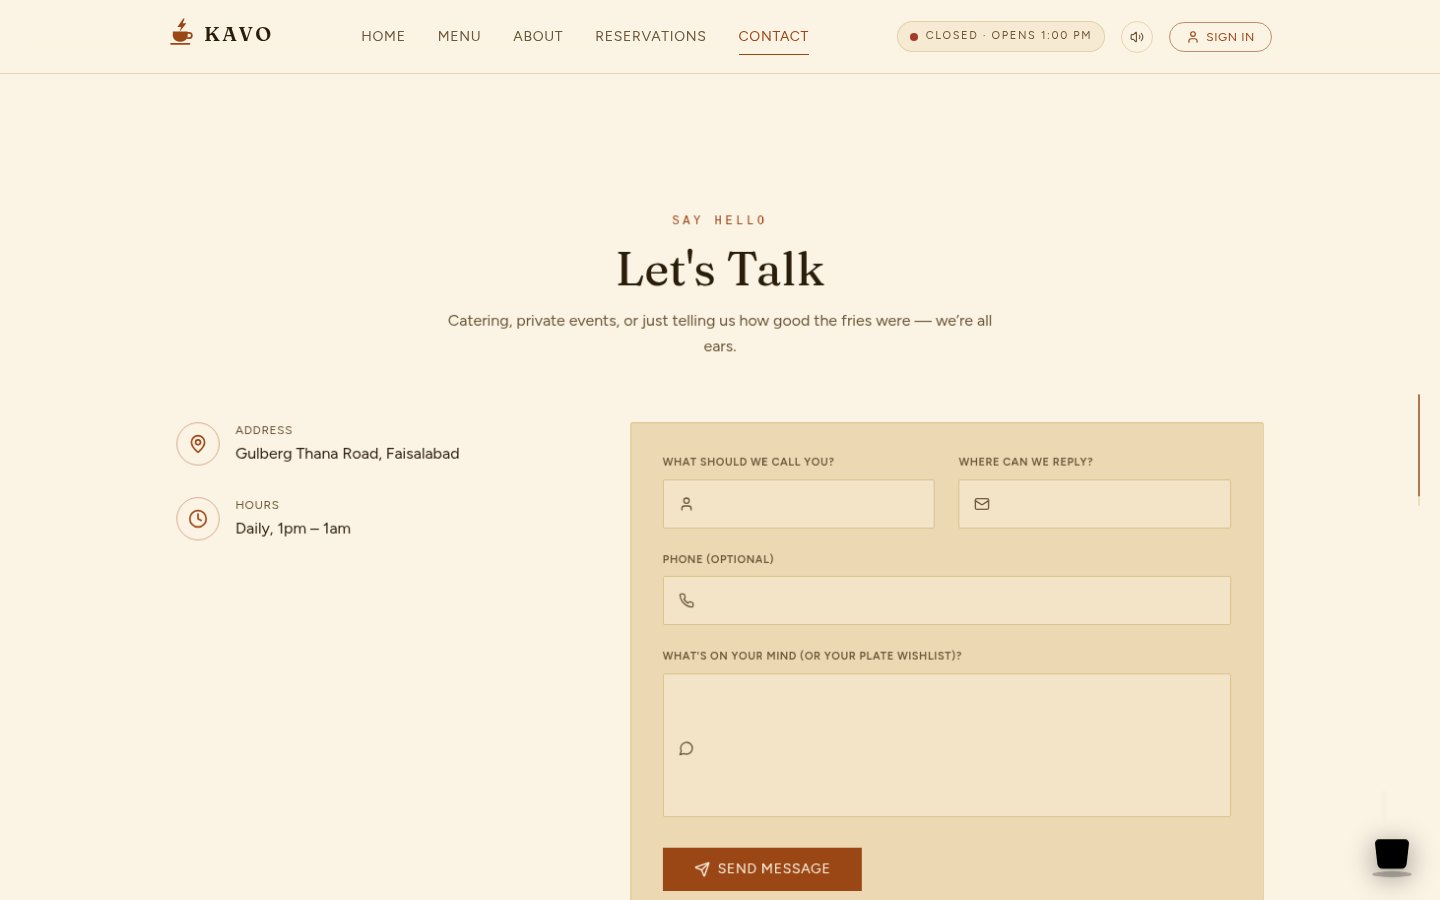 KAVO
HOME MENU ABOUT RESERVATIONS CONTACT
CLOSED · OPENS 1:00 PM
SIGN IN
SAY HELLO
Let's Talk
Catering, private events, or just telling us how good the fries were — we’re all
ears.
ADDRESS
Gulberg Thana Road, Faisalabad
HOURS
Daily, 1pm – 1am
WHAT SHOULD WE CALL YOU?
WHERE CAN WE REPLY?
PHONE (OPTIONAL)
WHAT'S ON YOUR MIND (OR YOUR PLATE WISHLIST)?
SEND MESSAGE